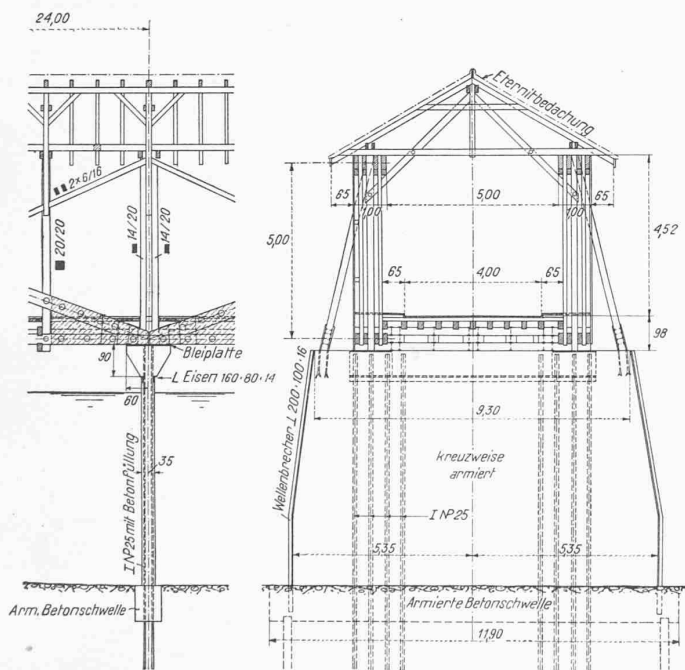 24,00
Eternitbedachung
2×6/16
20/20
14/20
14/20
5,00
65
1,00
5,00
1,00
65
4,52
65
4,00
65
98
Bleiplatte
90
L Eisen 160·80·14
60
35
I Nº 25 mit Betonfüllung
Arm. Betonschwelle
9,30
Wellenbrecher L 200·100·16
kreuzweise
armiert
I Nº 25
5,35
5,35
Armierte Betonschwelle
11,90